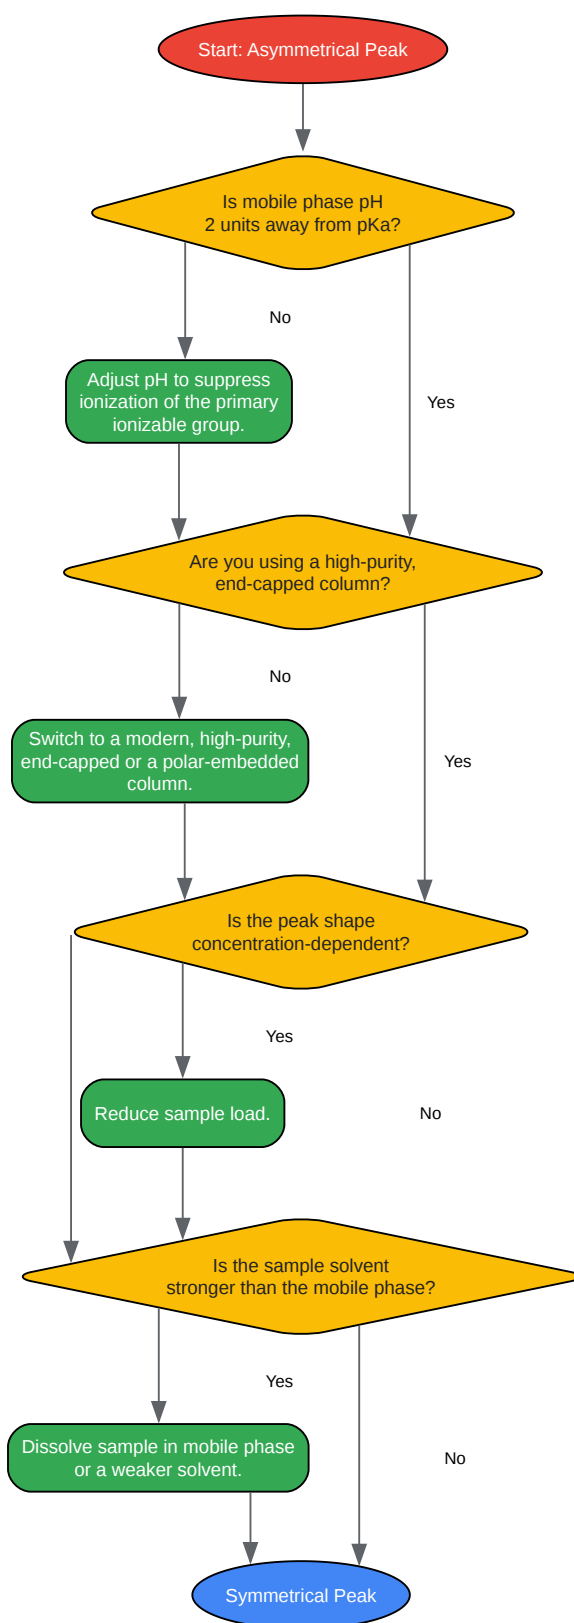 Start: Asymmetrical Peak
Is mobile phase pH
2 units away from pKa?
No
Adjust pH to suppress
ionization of the primary
ionizable group.
Yes
Are you using a high-purity,
end-capped column?
No
Switch to a modern, high-purity,
end-capped or a polar-embedded
column.
Yes
Is the peak shape
concentration-dependent?
Yes
Reduce sample load.
No
Is the sample solvent
stronger than the mobile phase?
Yes
Dissolve sample in mobile phase
or a weaker solvent.
No
Symmetrical Peak